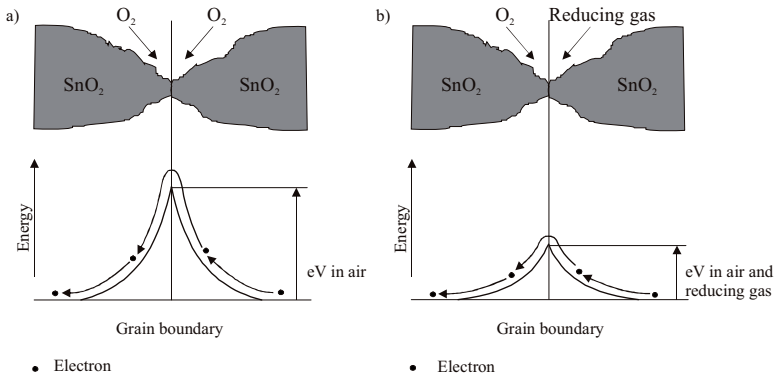 a)
O₂ O₂
SnO₂ SnO₂
Energy
eV in air
Grain boundary
Electron
b)
O₂ Reducing gas
SnO₂ SnO₂
Energy
eV in air and
reducing gas
Grain boundary
Electron